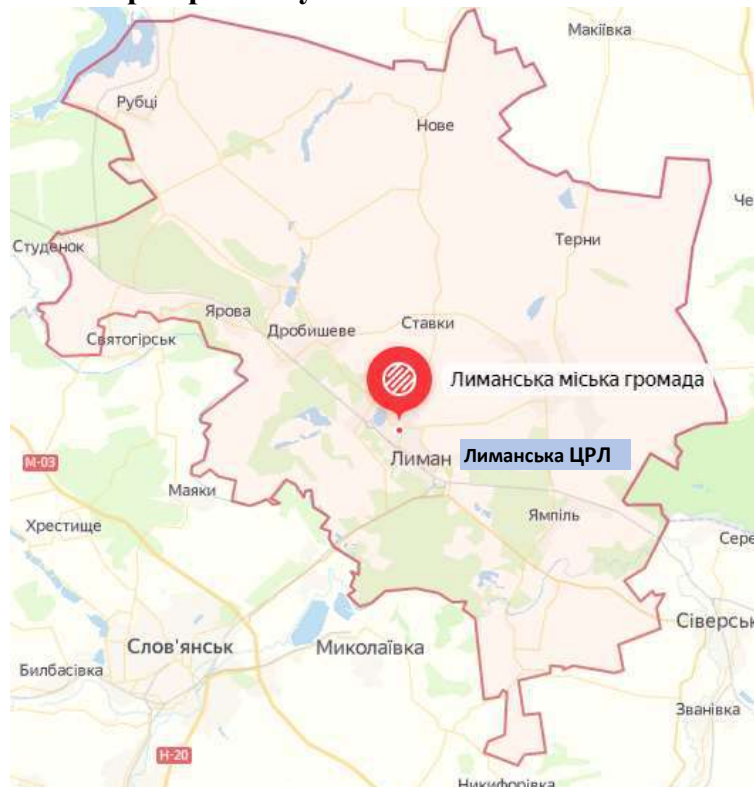 Макіївка
Рубці
Нове
Терни
Студенок
Ярова
Дробишеве
Ставки
Святогірськ
Лиманська міська громада
Лиман
Лиманська ЦРЛ
М-03
Маяки
Ямпіль
Хрестище
Сіверськ
Слов'янськ
Миколаївка
Билбасівка
Званівка
Н-20
Никифорівка